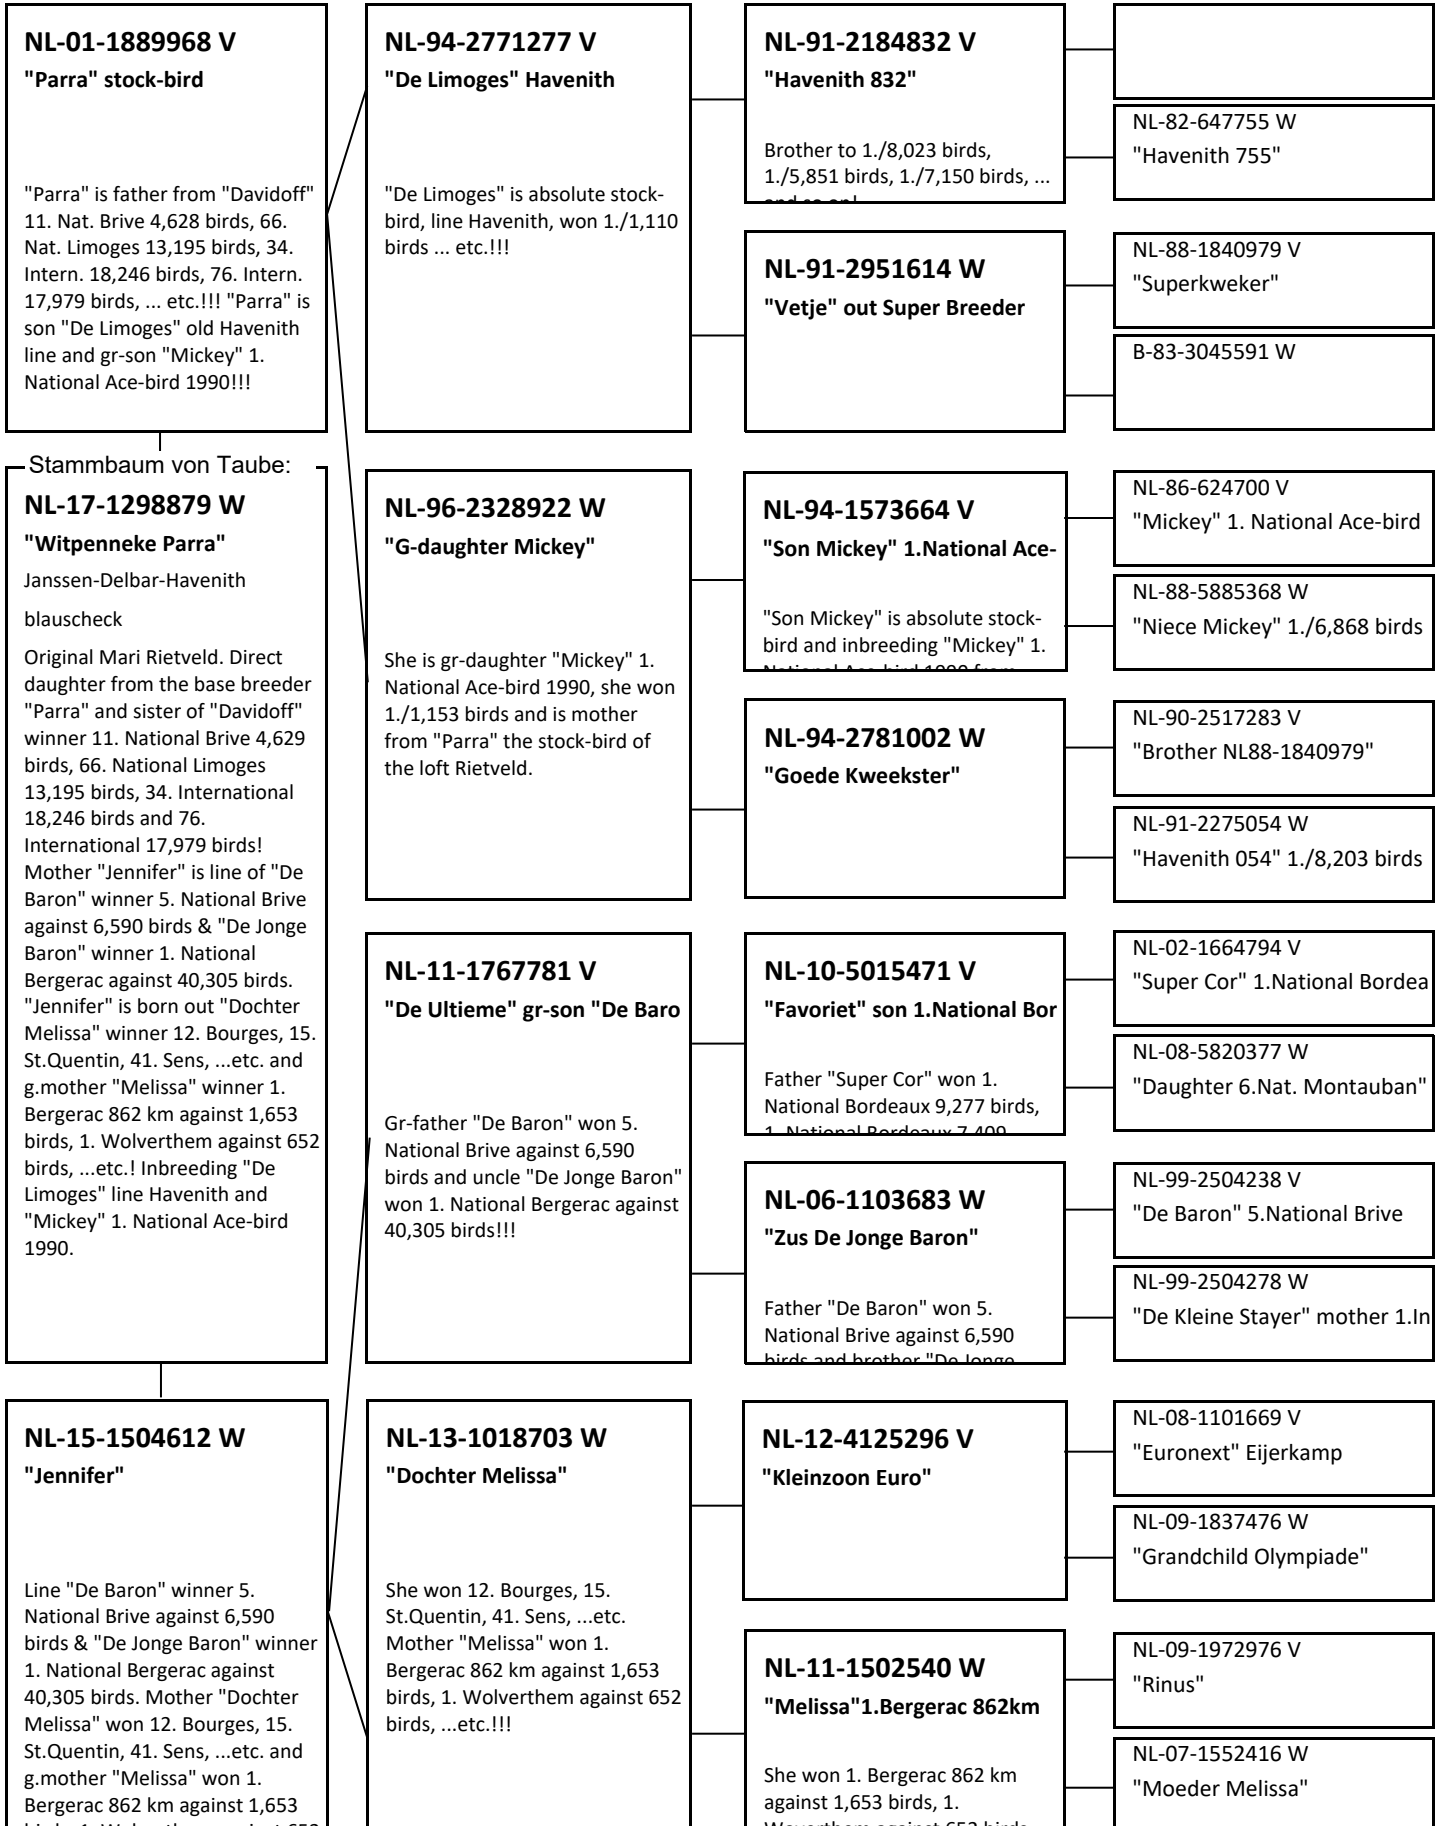 NL-01-1889968 V
"Parra" stock-bird
"Parra" is father from "Davidoff"
11. Nat. Brive 4,628 birds, 66.
Nat. Limoges 13,195 birds, 34.
Intern. 18,246 birds, 76. Intern.
17,979 birds, ... etc.!!! "Parra" is
son "De Limoges" old Havenith
line and gr-son "Mickey" 1.
National Ace-bird 1990!!!
Stammbaum von Taube:
NL-17-1298879 W
"Witpenneke Parra"
Janssen-Delbar-Havenith
blauscheck
Original Mari Rietveld. Direct
daughter from the base breeder
"Parra" and sister of "Davidoff"
winner 11. National Brive 4,629
birds, 66. National Limoges
13,195 birds, 34. International
18,246 birds and 76.
International 17,979 birds!
Mother "Jennifer" is line of "De
Baron" winner 5. National Brive
against 6,590 birds & "De Jonge
Baron" winner 1. National
Bergerac against 40,305 birds.
"Jennifer" is born out "Dochter
Melissa" winner 12. Bourges, 15.
St.Quentin, 41. Sens, ...etc. and
g.mother "Melissa" winner 1.
Bergerac 862 km against 1,653
birds, 1. Wolverthem against 652
birds, ...etc.! Inbreeding "De
Limoges" line Havenith and
"Mickey" 1. National Ace-bird
1990.
NL-15-1504612 W
"Jennifer"
Line "De Baron" winner 5.
National Brive against 6,590
birds & "De Jonge Baron" winner
1. National Bergerac against
40,305 birds. Mother "Dochter
Melissa" won 12. Bourges, 15.
St.Quentin, 41. Sens, ...etc. and
g.mother "Melissa" won 1.
Bergerac 862 km against 1,653
birds, 1. Wolverthem against 652
NL-94-2771277 V
"De Limoges" Havenith
"De Limoges" is absolute stock-
bird, line Havenith, won 1./1,110
birds ... etc.!!!
NL-96-2328922 W
"G-daughter Mickey"
She is gr-daughter "Mickey" 1.
National Ace-bird 1990, she won
1./1,153 birds and is mother
from "Parra" the stock-bird of
the loft Rietveld.
NL-11-1767781 V
"De Ultieme" gr-son "De Baro
Gr-father "De Baron" won 5.
National Brive against 6,590
birds and uncle "De Jonge Baron"
won 1. National Bergerac against
40,305 birds!!!
NL-13-1018703 W
"Dochter Melissa"
She won 12. Bourges, 15.
St.Quentin, 41. Sens, ...etc.
Mother "Melissa" won 1.
Bergerac 862 km against 1,653
birds, 1. Wolverthem against 652
birds, ...etc.!!!
NL-91-2184832 V
"Havenith 832"
Brother to 1./8,023 birds,
1./5,851 birds, 1./7,150 birds, ...
and so on!
NL-91-2951614 W
"Vetje" out Super Breeder
NL-94-1573664 V
"Son Mickey" 1.National Ace-
"Son Mickey" is absolute stock-
bird and inbreeding "Mickey" 1.
National Ace-bird 1990 from
NL-94-2781002 W
"Goede Kweekster"
NL-10-5015471 V
"Favoriet" son 1.National Bor
Father "Super Cor" won 1.
National Bordeaux 9,277 birds,
1. National Bordeaux 7,409
NL-06-1103683 W
"Zus De Jonge Baron"
Father "De Baron" won 5.
National Brive against 6,590
birds and brother "De Jonge
NL-12-4125296 V
"Kleinzoon Euro"
NL-11-1502540 W
"Melissa"1.Bergerac 862km
She won 1. Bergerac 862 km
against 1,653 birds, 1.
Woverthem against 652 birds
NL-82-647755 W
"Havenith 755"
NL-88-1840979 V
"Superkweker"
B-83-3045591 W
NL-86-624700 V
"Mickey" 1. National Ace-bird
NL-88-5885368 W
"Niece Mickey" 1./6,868 birds
NL-90-2517283 V
"Brother NL88-1840979"
NL-91-2275054 W
"Havenith 054" 1./8,203 birds
NL-02-1664794 V
"Super Cor" 1.National Bordea
NL-08-5820377 W
"Daughter 6.Nat. Montauban"
NL-99-2504238 V
"De Baron" 5.National Brive
NL-99-2504278 W
"De Kleine Stayer" mother 1.In
NL-08-1101669 V
"Euronext" Eijerkamp
NL-09-1837476 W
"Grandchild Olympiade"
NL-09-1972976 V
"Rinus"
NL-07-1552416 W
"Moeder Melissa"